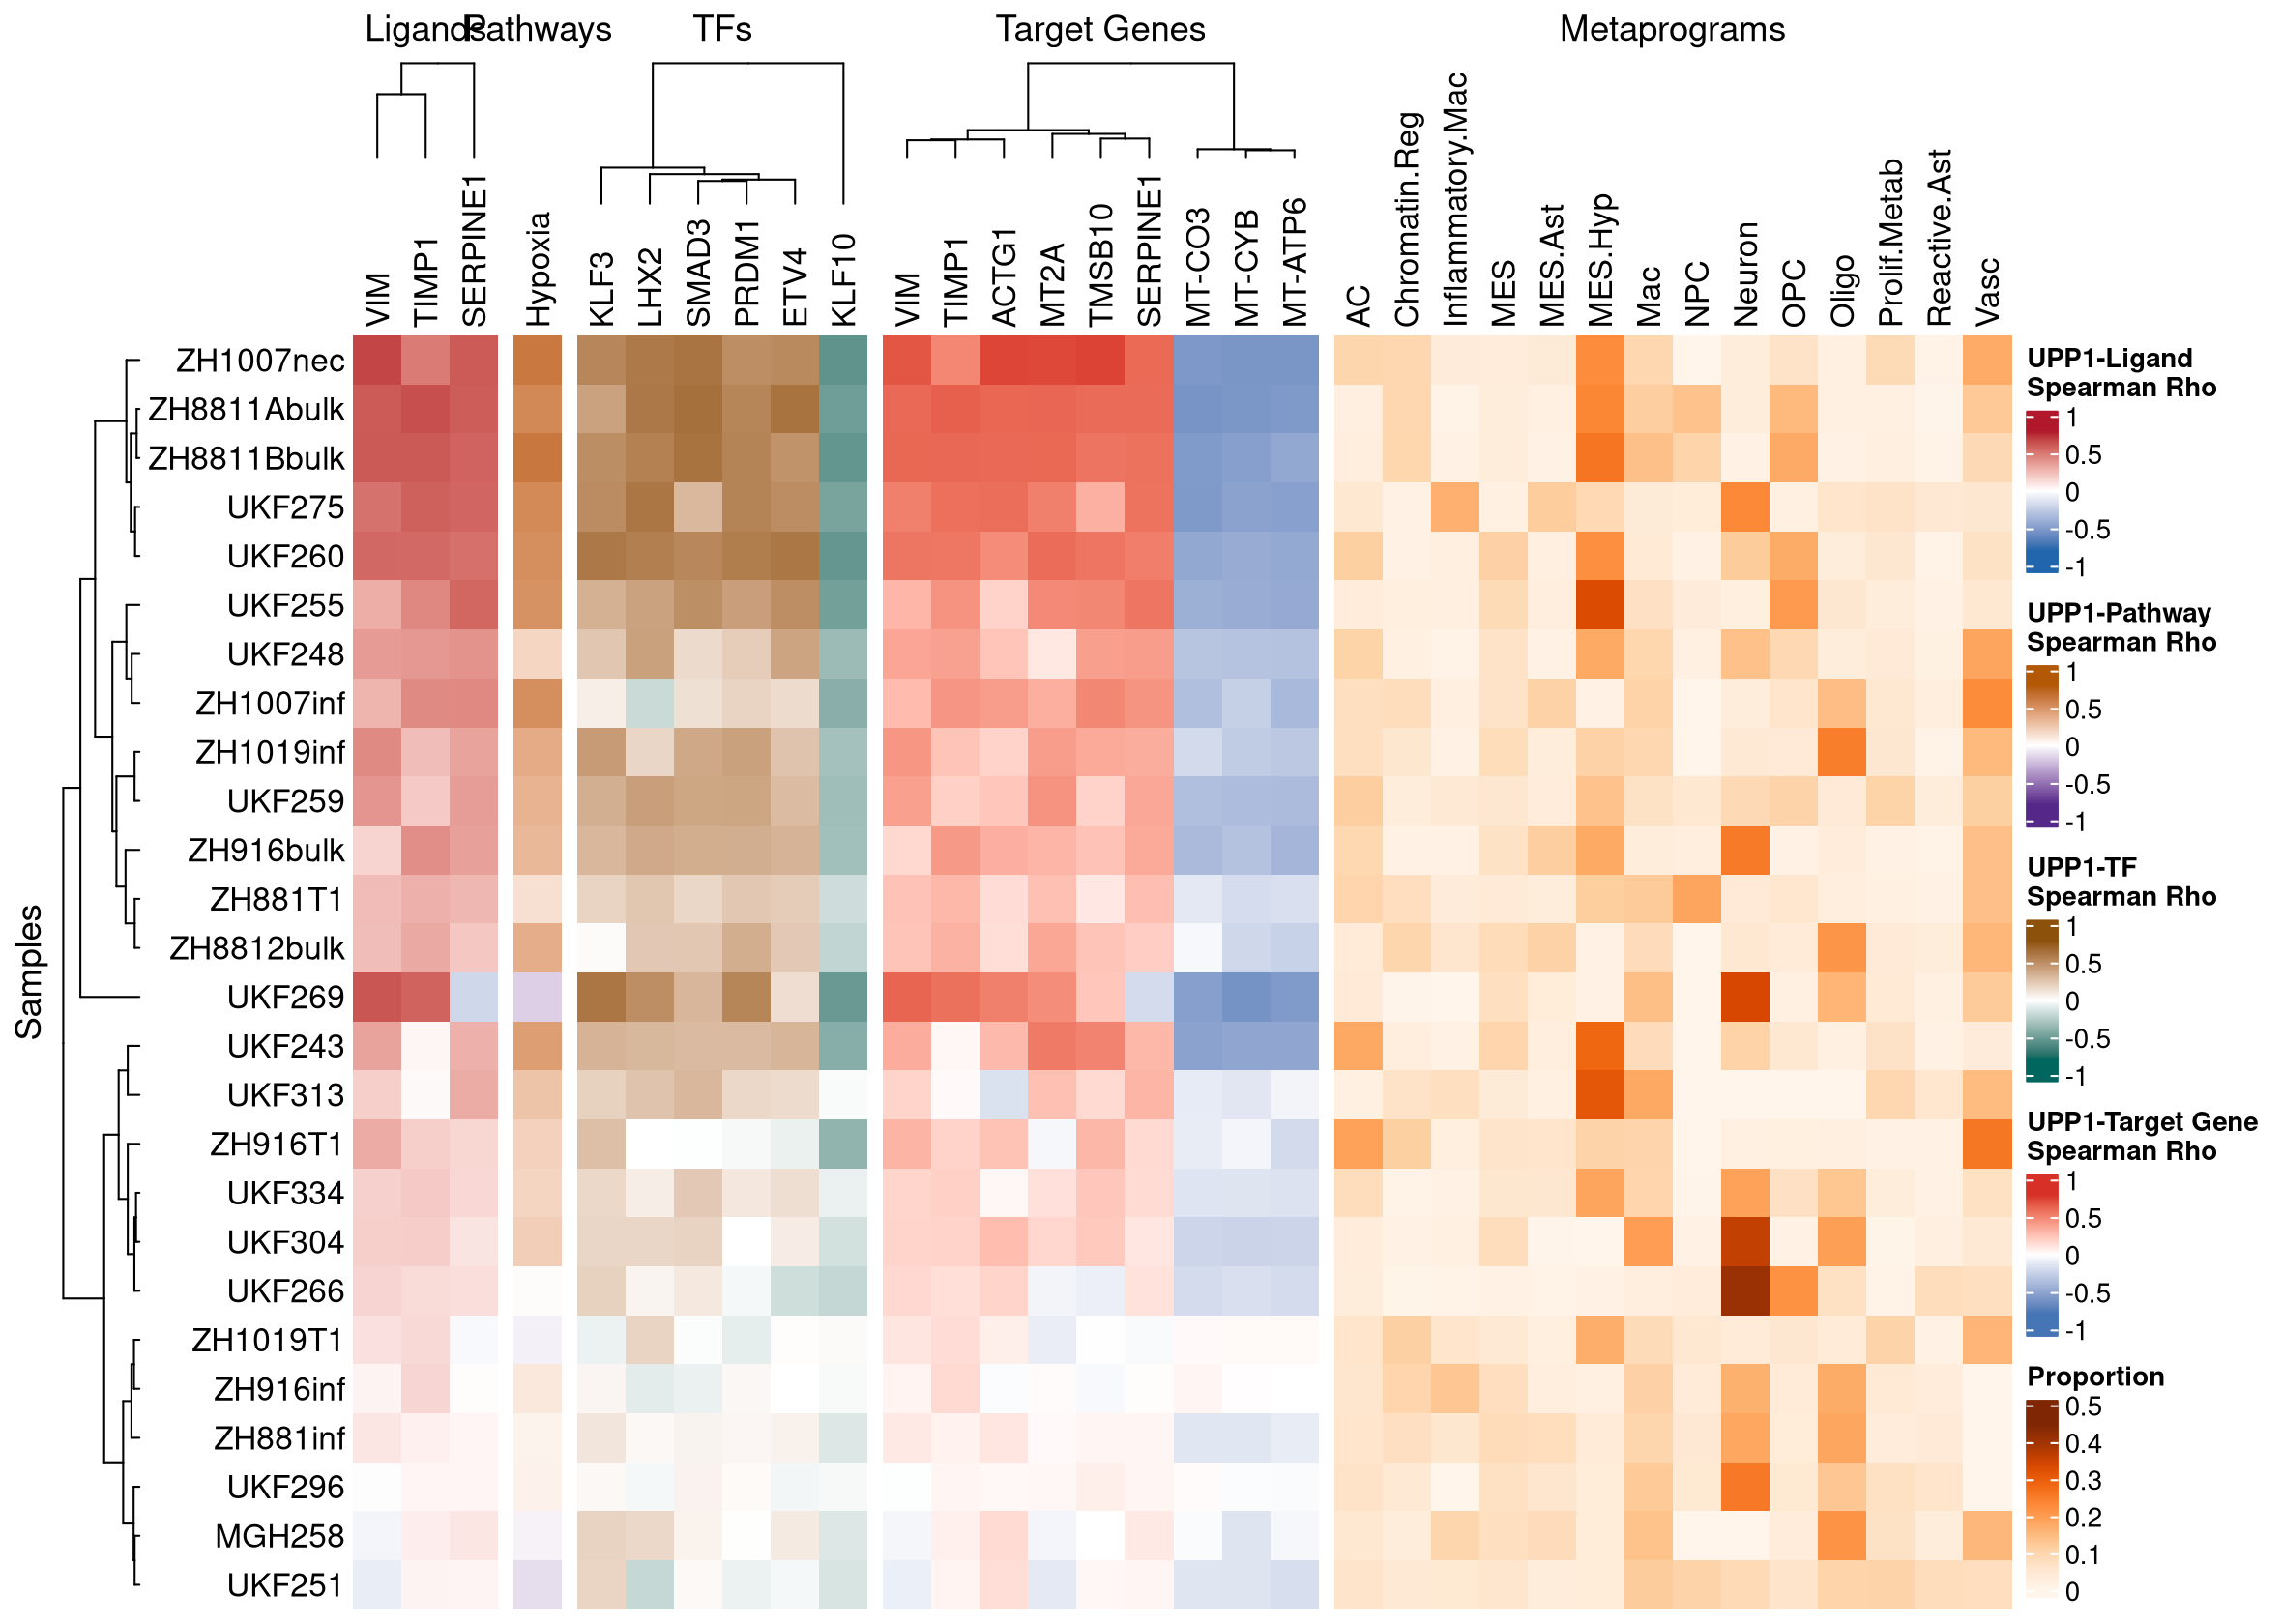 Ligands Pathways TFs Target Genes Metaprograms
VIM
TIMP1
SERPINE1
Hypoxia
KLF3
LHX2
SMAD3
PRDM1
ETV4
KLF10
VIM
TIMP1
ACTG1
MT2A
TMSB10
SERPINE1
MT-CO3
MT-CYB
MT-ATP6
AC
Chromatin.Reg
Inflammatory.Mac
MES
MES.Ast
MES.Hyp
Mac
NPC
Neuron
OPC
Oligo
Prolif.Metab
Reactive.Ast
Vasc
Samples
ZH1007nec
ZH8811Abulk
ZH8811Bbulk
UKF275
UKF260
UKF255
UKF248
ZH1007inf
ZH1019inf
UKF259
ZH916bulk
ZH881T1
ZH8812bulk
UKF269
UKF243
UKF313
ZH916T1
UKF334
UKF304
UKF266
ZH1019T1
ZH916inf
ZH881inf
UKF296
MGH258
UKF251
UPP1-Ligand
Spearman Rho
1
0.5
0
-0.5
-1
UPP1-Pathway
Spearman Rho
1
0.5
0
-0.5
-1
UPP1-TF
Spearman Rho
1
0.5
0
-0.5
-1
UPP1-Target Gene
Spearman Rho
1
0.5
0
-0.5
-1
Proportion
0.5
0.4
0.3
0.2
0.1
0